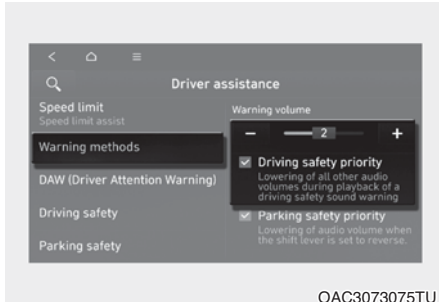 Driver assistance
Speed limit
Speed limit assist
Warning methods
DAW (Driver Attention Warning)
Driving safety
Parking safety
Warning volume
− 2 +
Driving safety priority
Lowering of all other audio
volumes during playback of a
driving safety sound warning
Parking safety priority
Lowering of audio volume when
the shift lever is set to reverse.
OAC3073075TU